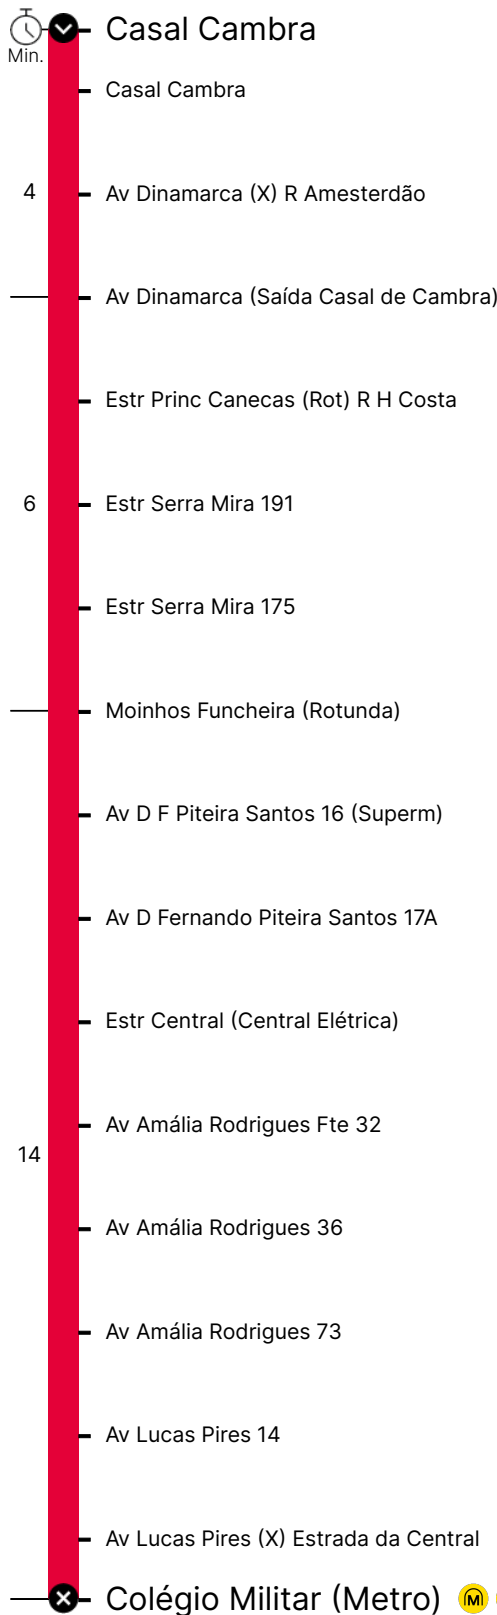 Casal Cambra
Min.
Casal Cambra
4
Av Dinamarca (X) R Amesterdão
Av Dinamarca (Saída Casal de Cambra)
Estr Princ Canecas (Rot) R H Costa
6
Estr Serra Mira 191
Estr Serra Mira 175
Moinhos Funcheira (Rotunda)
Av D F Piteira Santos 16 (Superm)
Av D Fernando Piteira Santos 17A
Estr Central (Central Elétrica)
Av Amália Rodrigues Fte 32
14
Av Amália Rodrigues 36
Av Amália Rodrigues 73
Av Lucas Pires 14
Av Lucas Pires (X) Estrada da Central
Colégio Militar (Metro) M